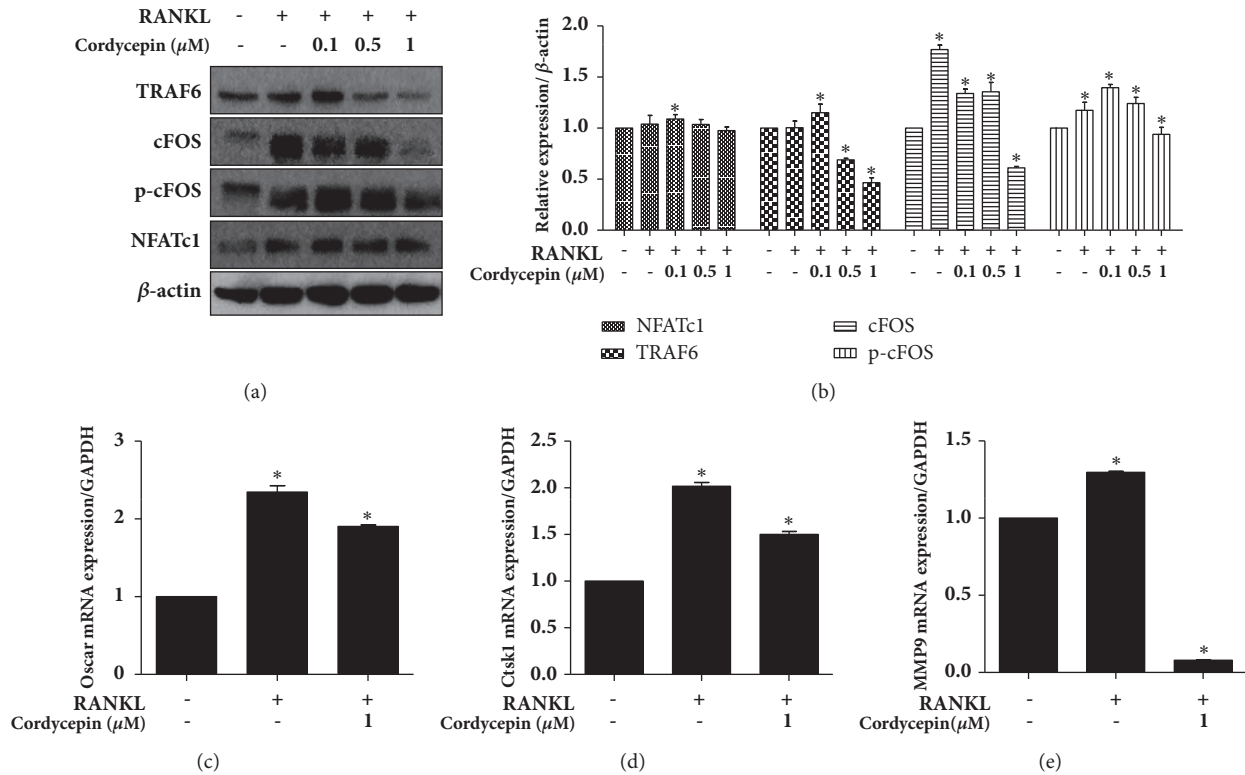 RANKL - + + + +
Cordycepin (μM) - - 0.1 0.5 1
TRAF6
cFOS
p-cFOS
NFATc1
β-actin
(a)
Relative expression/β-actin
2.0
1.5
1.0
0.5
0.0
* * * * * * * * * * * *
RANKL - + + + + - + + + + - + + + + - + + + +
Cordycepin (μM) - - 0.1 0.5 1 - - 0.1 0.5 1 - - 0.1 0.5 1 - - 0.1 0.5 1
NFATc1 cFOS
TRAF6 p-cFOS
(b)
Oscar mRNA expression/GAPDH
3
2
1
0
* *
RANKL - + +
Cordycepin (μM) - - 1
(c)
Ctsk1 mRNA expression/GAPDH
2.5
2.0
1.5
1.0
0.5
0.0
* *
RANKL - + +
Cordycepin (μM) - - 1
(d)
MMP9 mRNA expression/GAPDH
1.5
1.0
0.5
0.0
* *
RANKL - + +
Cordycepin(μM) - - 1
(e)